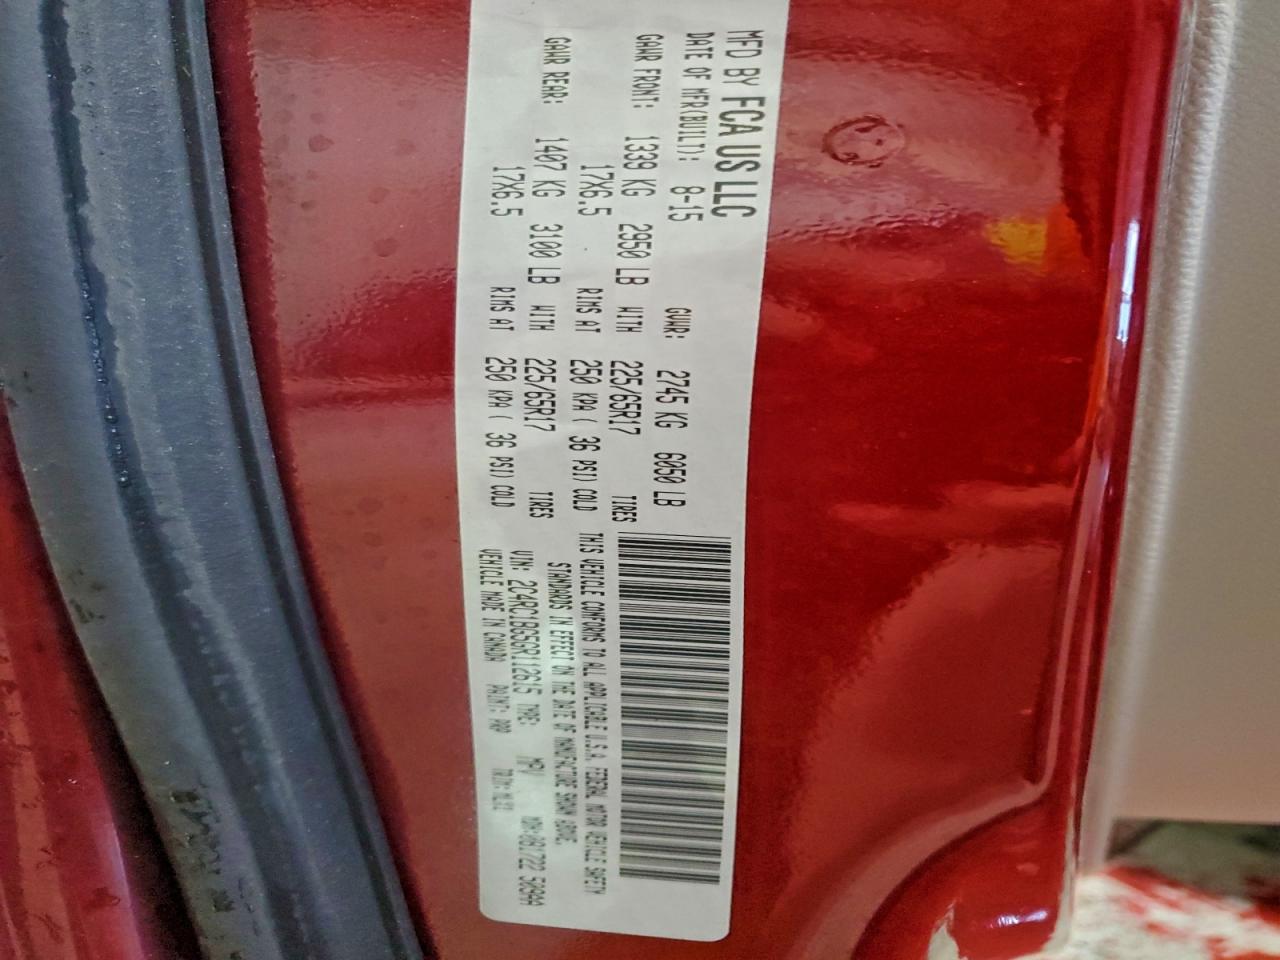 MFD BY FCA US LLC
DATE OF MFR(BUILT): 8-15 GVWR: 2745 KG 6050 LB
GAWR FRONT: 1339 KG 2950 LB WITH 225/65R17 TIRES
17X6.5 RIMS AT 250 KPA ( 36 PSI) COLD
GAWR REAR: 1407 KG 3100 LB WITH 225/65R17 TIRES
17X6.5 RIMS AT 250 KPA ( 36 PSI) COLD
THIS VEHICLE CONFORMS TO ALL APPLICABLE U.S.A. FEDERAL MOTOR VEHICLE SAFETY
STANDARDS IN EFFECT ON THE DATE OF MANUFACTURE SHOWN ABOVE.
VIN: 2C4RC1BG5GR112615 TYPE: MPV
VEHICLE MADE IN CANADA PAINT: PRP TRIM: